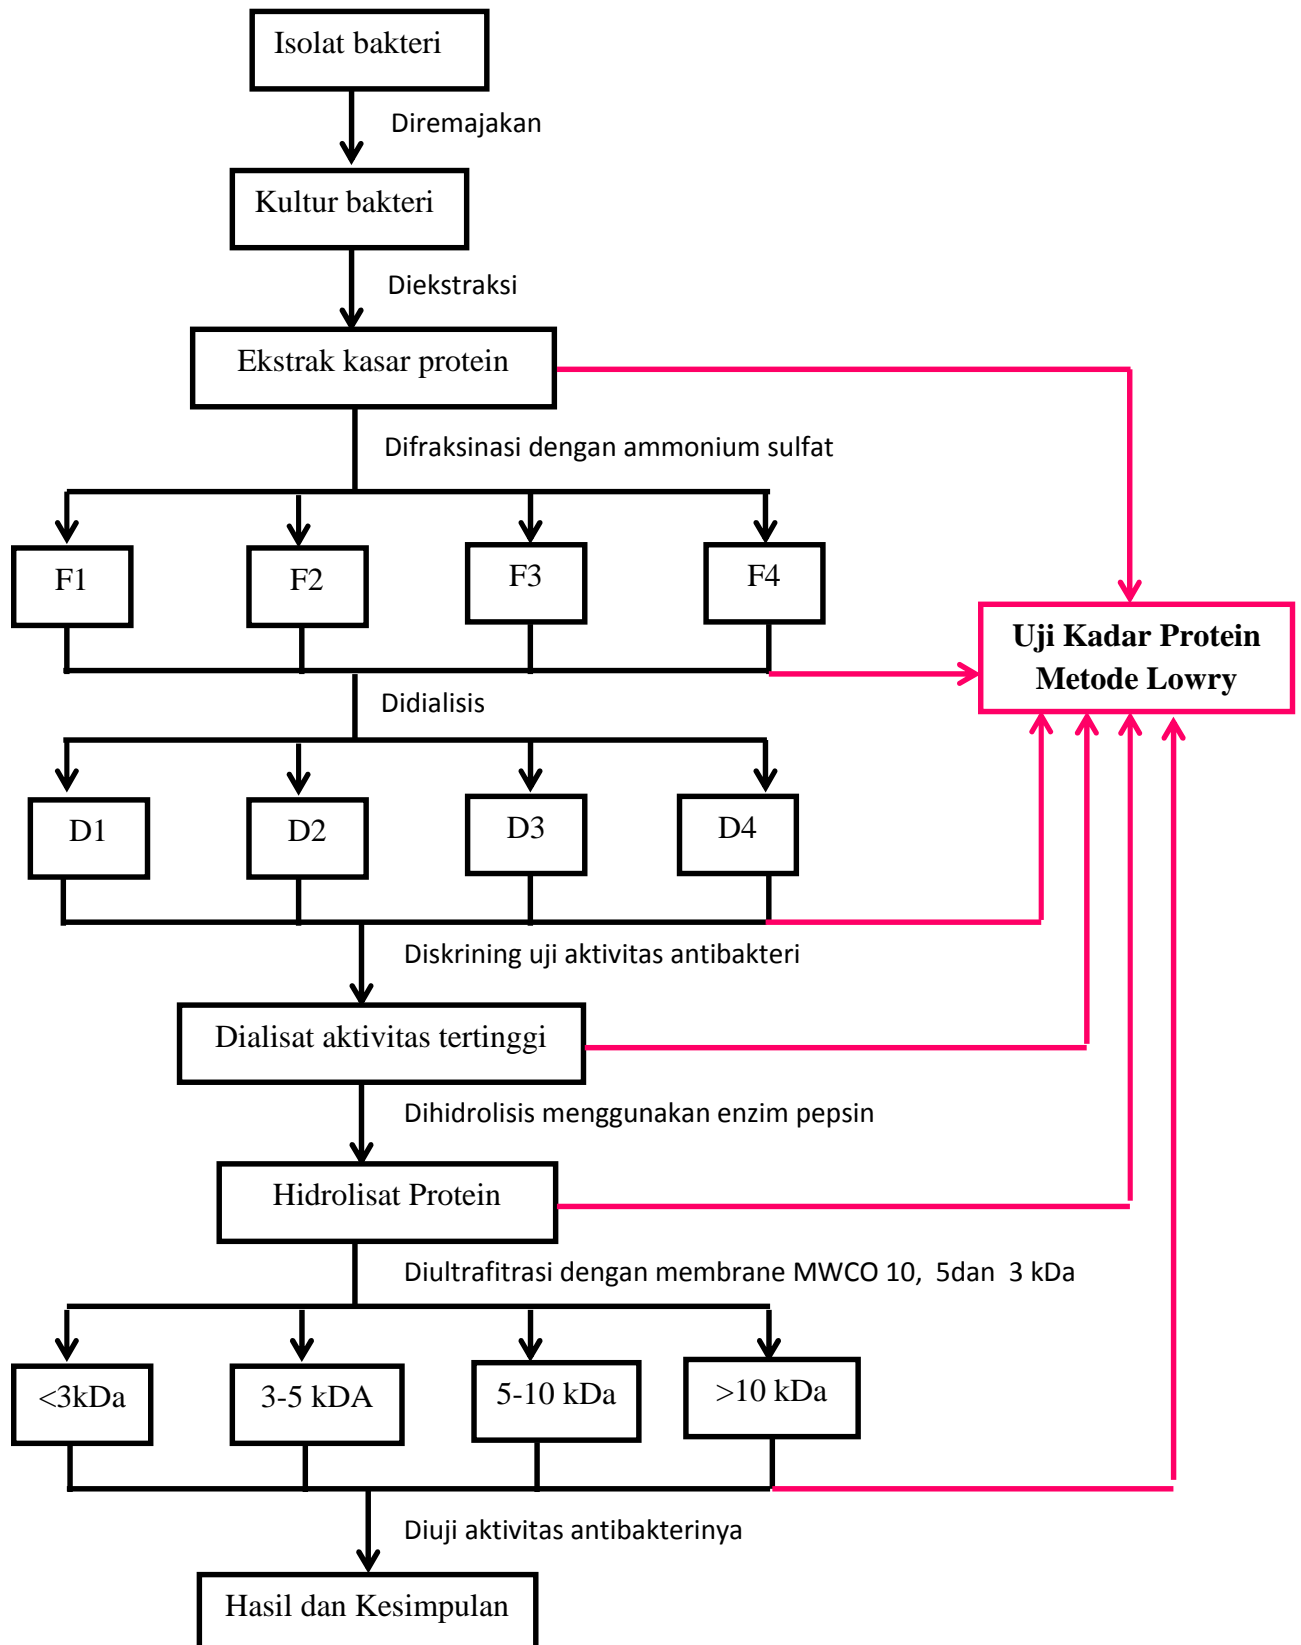 Isolat bakteri
Diremajakan
Kultur bakteri
Diekstraksi
Ekstrak kasar protein
Difraksinasi dengan ammonium sulfat
F1
F2
F3
F4
Uji Kadar Protein
Metode Lowry
Didialisis
D1
D2
D3
D4
Diskrining uji aktivitas antibakteri
Dialisat aktivitas tertinggi
Dihidrolisis menggunakan enzim pepsin
Hidrolisat Protein
Diultrafitrasi dengan membrane MWCO 10,  5dan  3 kDa
<3kDa
3-5 kDA
5-10 kDa
>10 kDa
Diuji aktivitas antibakterinya
Hasil dan Kesimpulan